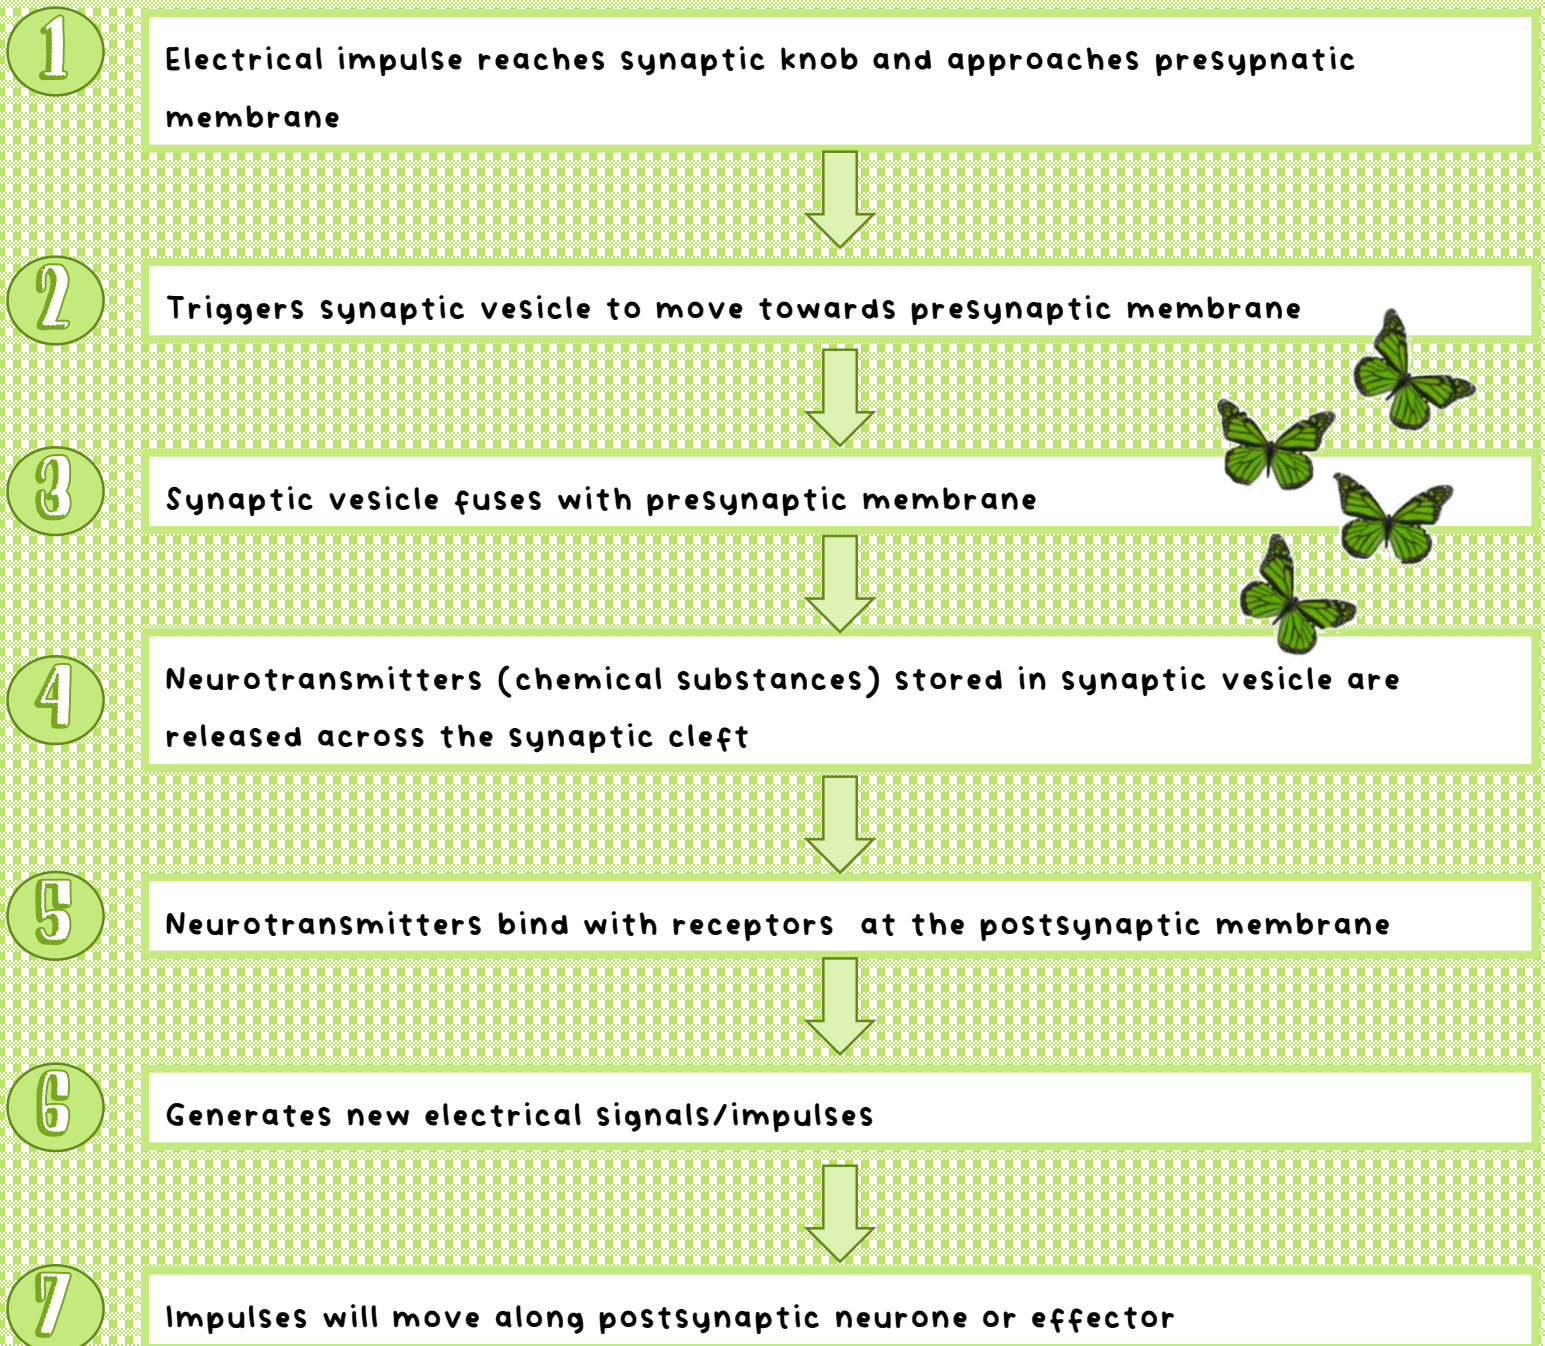 1
Electrical impulse reaches synaptic knob and approaches presypnatic
membrane
2
Triggers synaptic vesicle to move towards presynaptic membrane
3
Synaptic vesicle fuses with presynaptic membrane
4
Neurotransmitters (chemical substances) stored in synaptic vesicle are
released across the synaptic cleft
5
Neurotransmitters bind with receptors at the postsynaptic membrane
6
Generates new electrical signals/impulses
7
Impulses will move along postsynaptic neurone or effector